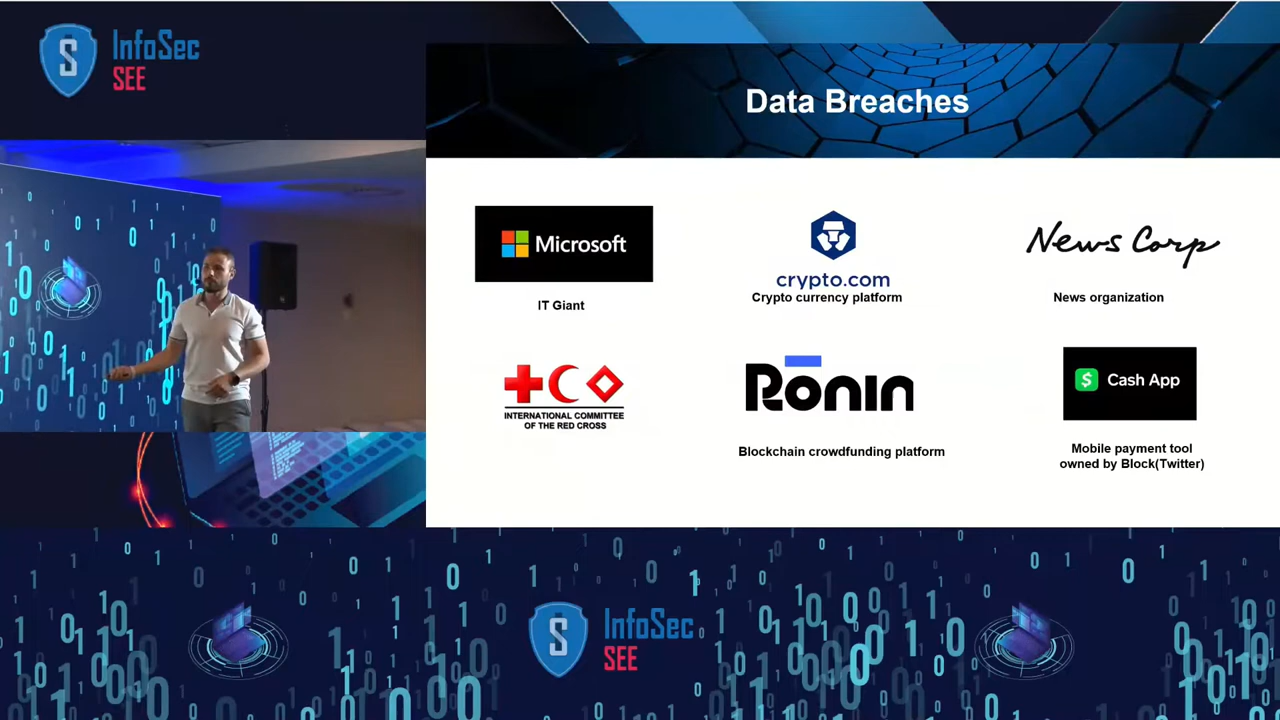 S
InfoSec
SEE
Data Breaches
Microsoft
IT Giant
crypto.com
Crypto currency platform
News Corp
News organization
INTERNATIONAL COMMITTEE
OF THE RED CROSS
Ronin
Blockchain crowdfunding platform
$ Cash App
Mobile payment tool
owned by Block(Twitter)
S
InfoSec
SEE